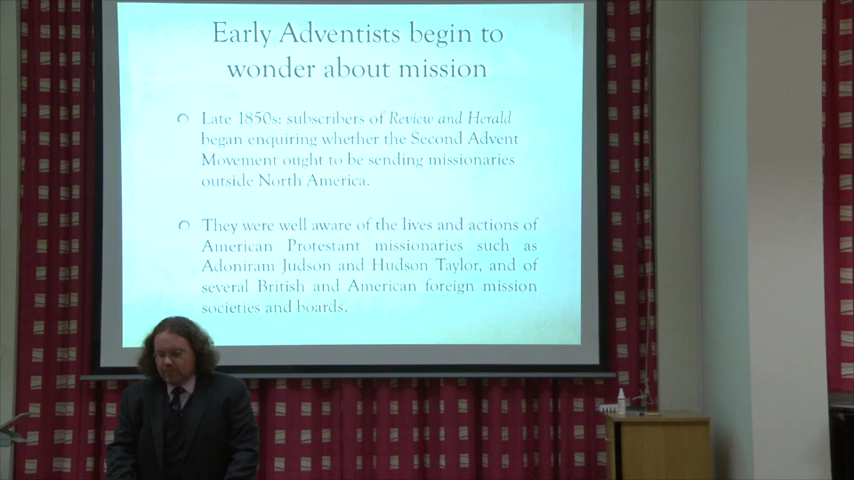 Early Adventists begin to
wonder about mission
Late 1850s: subscribers of Review and Herald
began enquiring whether the Second Advent
Movement ought to be sending missionaries
outside North America.
They were well aware of the lives and actions of
American Protestant missionaries such as
Adoniram Judson and Hudson Taylor, and of
several British and American foreign mission
societies and boards.